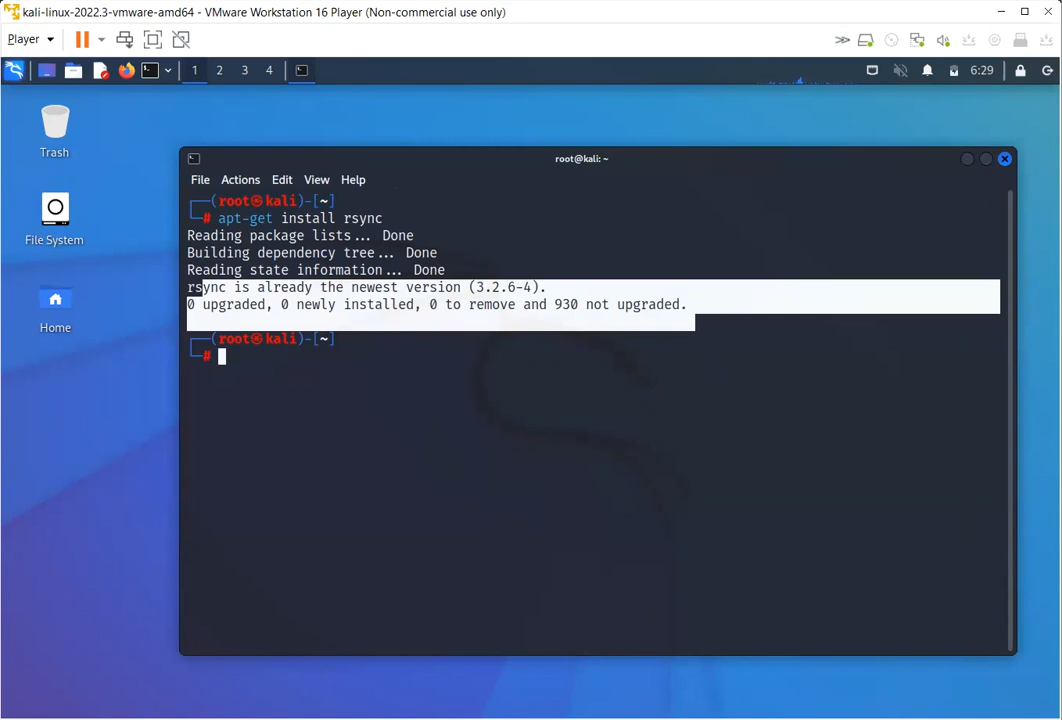 kali-linux-2022.3-vmware-amd64 - VMware Workstation 16 Player (Non-commercial use only)
Player
1 2 3 4
6:29
Trash
File System
Home
root@kali: ~
File Actions Edit View Help
┌──(root㉿kali)-[~]
└─# apt-get install rsync
Reading package lists... Done
Building dependency tree... Done
Reading state information... Done
rsync is already the newest version (3.2.6-4).
0 upgraded, 0 newly installed, 0 to remove and 930 not upgraded.
┌──(root㉿kali)-[~]
└─#